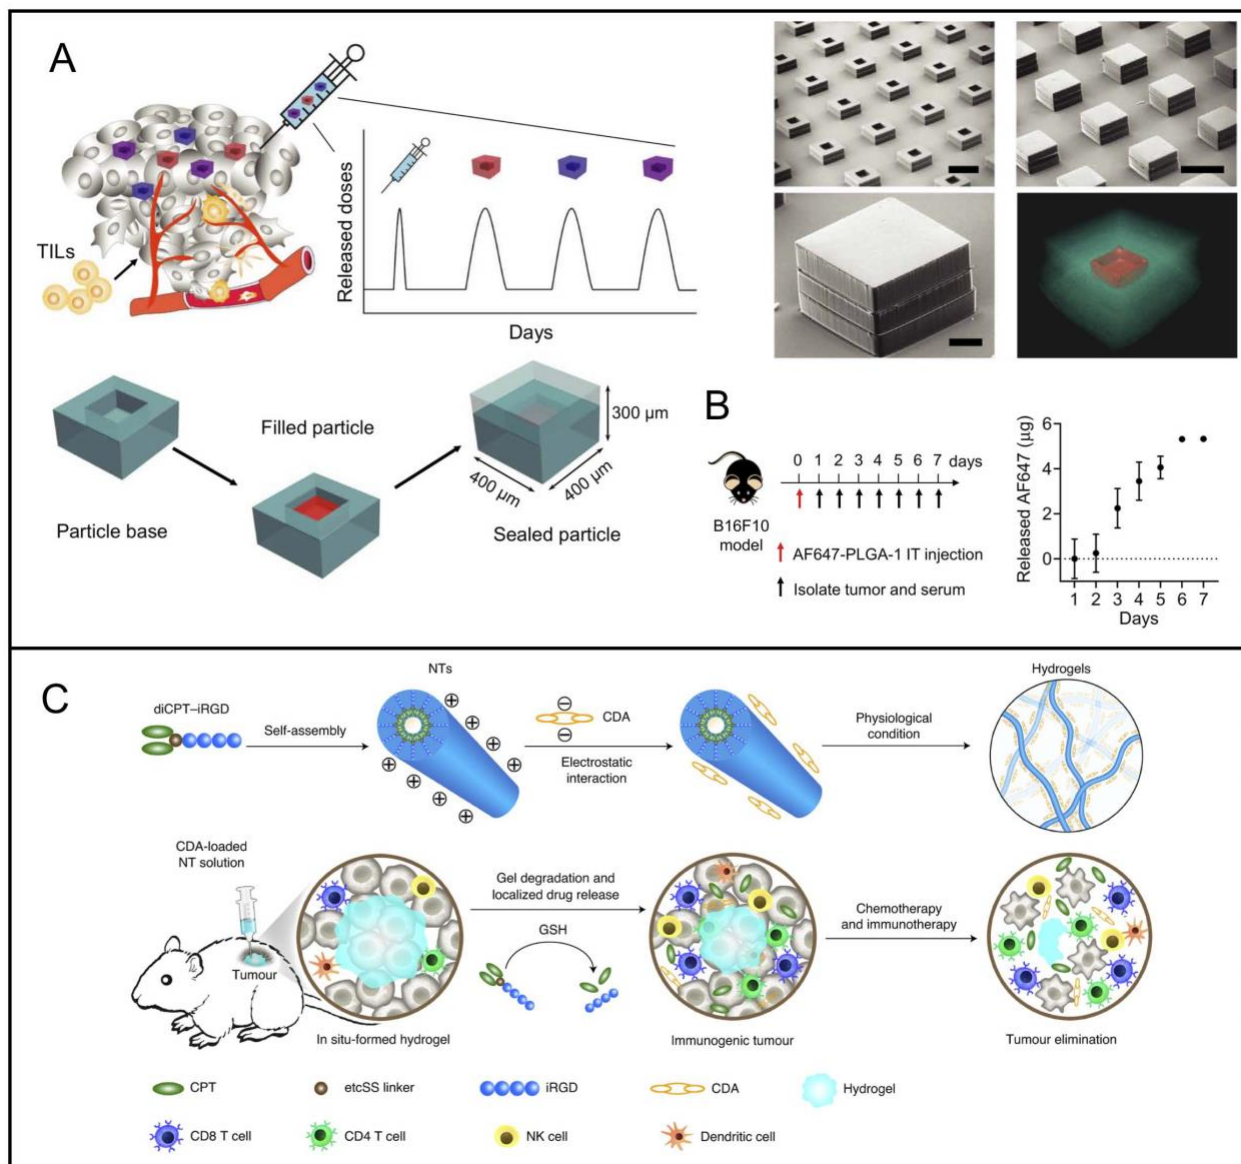 A
TILs
Released doses
Days
Particle base
Filled particle
Sealed particle
300 µm
400 µm
400 µm
B
B16F10
model
0 1 2 3 4 5 6 7 days
AF647-PLGA-1 IT injection
Isolate tumor and serum
Released AF647 (µg)
6
4
2
0
1 2 3 4 5 6 7
Days
C
diCPT–iRGD
Self-assembly
NTs
CDA
Electrostatic
interaction
Physiological
condition
Hydrogels
CDA-loaded
NT solution
Tumour
In situ-formed hydrogel
Gel degradation and
localized drug release
GSH
Immunogenic tumour
Chemotherapy
and immunotherapy
Tumour elimination
CPT
etcSS linker
iRGD
CDA
Hydrogel
CD8 T cell
CD4 T cell
NK cell
Dendritic cell